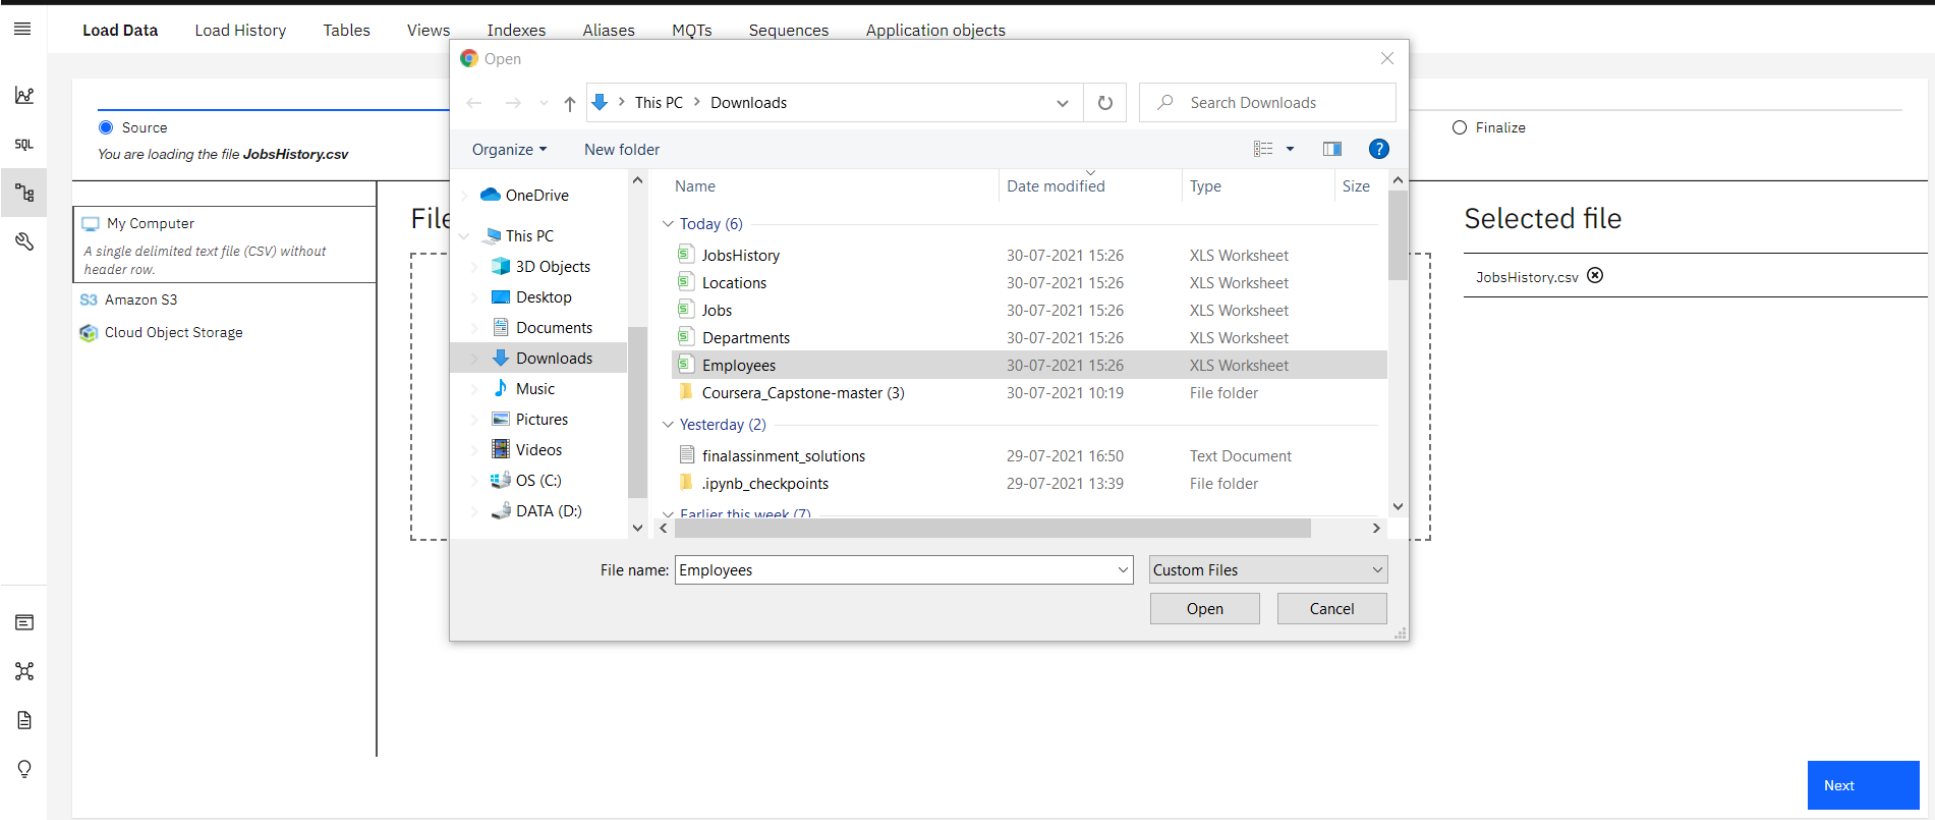 Load Data Load History Tables Views Indexes Aliases MQTs Sequences Application objects
Open
This PC > Downloads
Search Downloads
Source
Finalize
You are loading the file JobsHistory.csv
Organize New folder
?
SQL
My Computer
A single delimited text file (CSV) without
header row.
S3 Amazon S3
Cloud Object Storage
File
OneDrive
This PC
3D Objects
Desktop
Documents
Downloads
Music
Pictures
Videos
OS (C:)
DATA (D:)
Name Date modified Type Size
Today (6)
JobsHistory 30-07-2021 15:26 XLS Worksheet
Locations 30-07-2021 15:26 XLS Worksheet
Jobs 30-07-2021 15:26 XLS Worksheet
Departments 30-07-2021 15:26 XLS Worksheet
Employees 30-07-2021 15:26 XLS Worksheet
Coursera_Capstone-master (3) 30-07-2021 10:19 File folder
Yesterday (2)
finalassinment_solutions 29-07-2021 16:50 Text Document
.ipynb_checkpoints 29-07-2021 13:39 File folder
Earlier this week (7)
File name: Employees Custom Files
Open Cancel
Selected file
JobsHistory.csv
Next